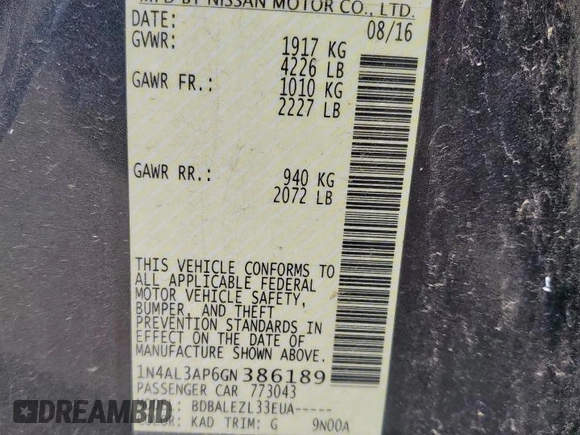 MFD BY NISSAN MOTOR CO., LTD.
DATE: 08/16
GVWR: 1917 KG
4226 LB
GAWR FR.: 1010 KG
2227 LB
GAWR RR.: 940 KG
2072 LB
THIS VEHICLE CONFORMS TO
ALL APPLICABLE FEDERAL
MOTOR VEHICLE SAFETY,
BUMPER, AND THEFT
PREVENTION STANDARDS IN
EFFECT ON THE DATE OF
MANUFACTURE SHOWN ABOVE.
1N4AL3AP6GN386189
PASSENGER CAR 773043
MODEL: BDBALEZL33EUA-----
COLOR: KAD TRIM: G 9N00A
DREAMBID